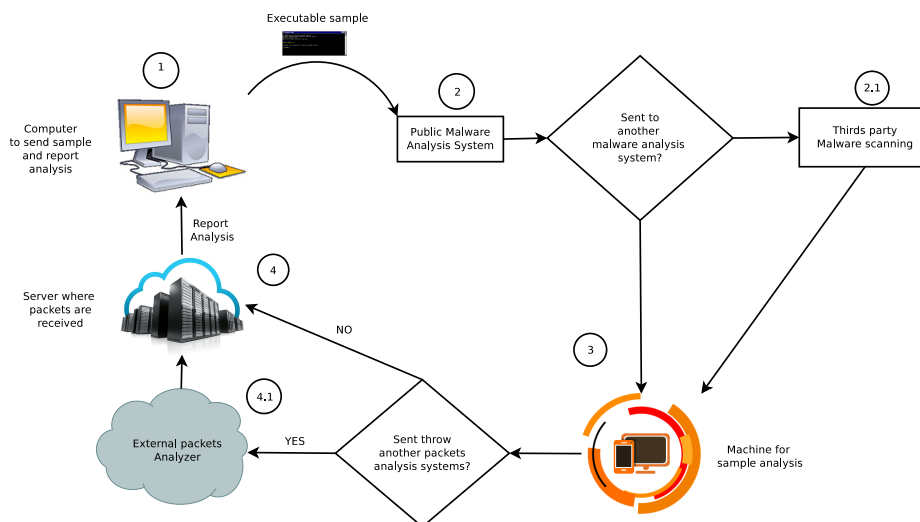 Executable sample
1
2
2.1
Computer
to send sample
and report
analysis
Public Malware
Analysis System
Sent to
another
malware analysis
system?
Thirds party
Malware scanning
Report
Analysis
4
Server where
packets are
received
NO
3
4.1
External packets
Analyzer
YES
Sent throw
another packets
analysis systems?
Machine for
sample analysis